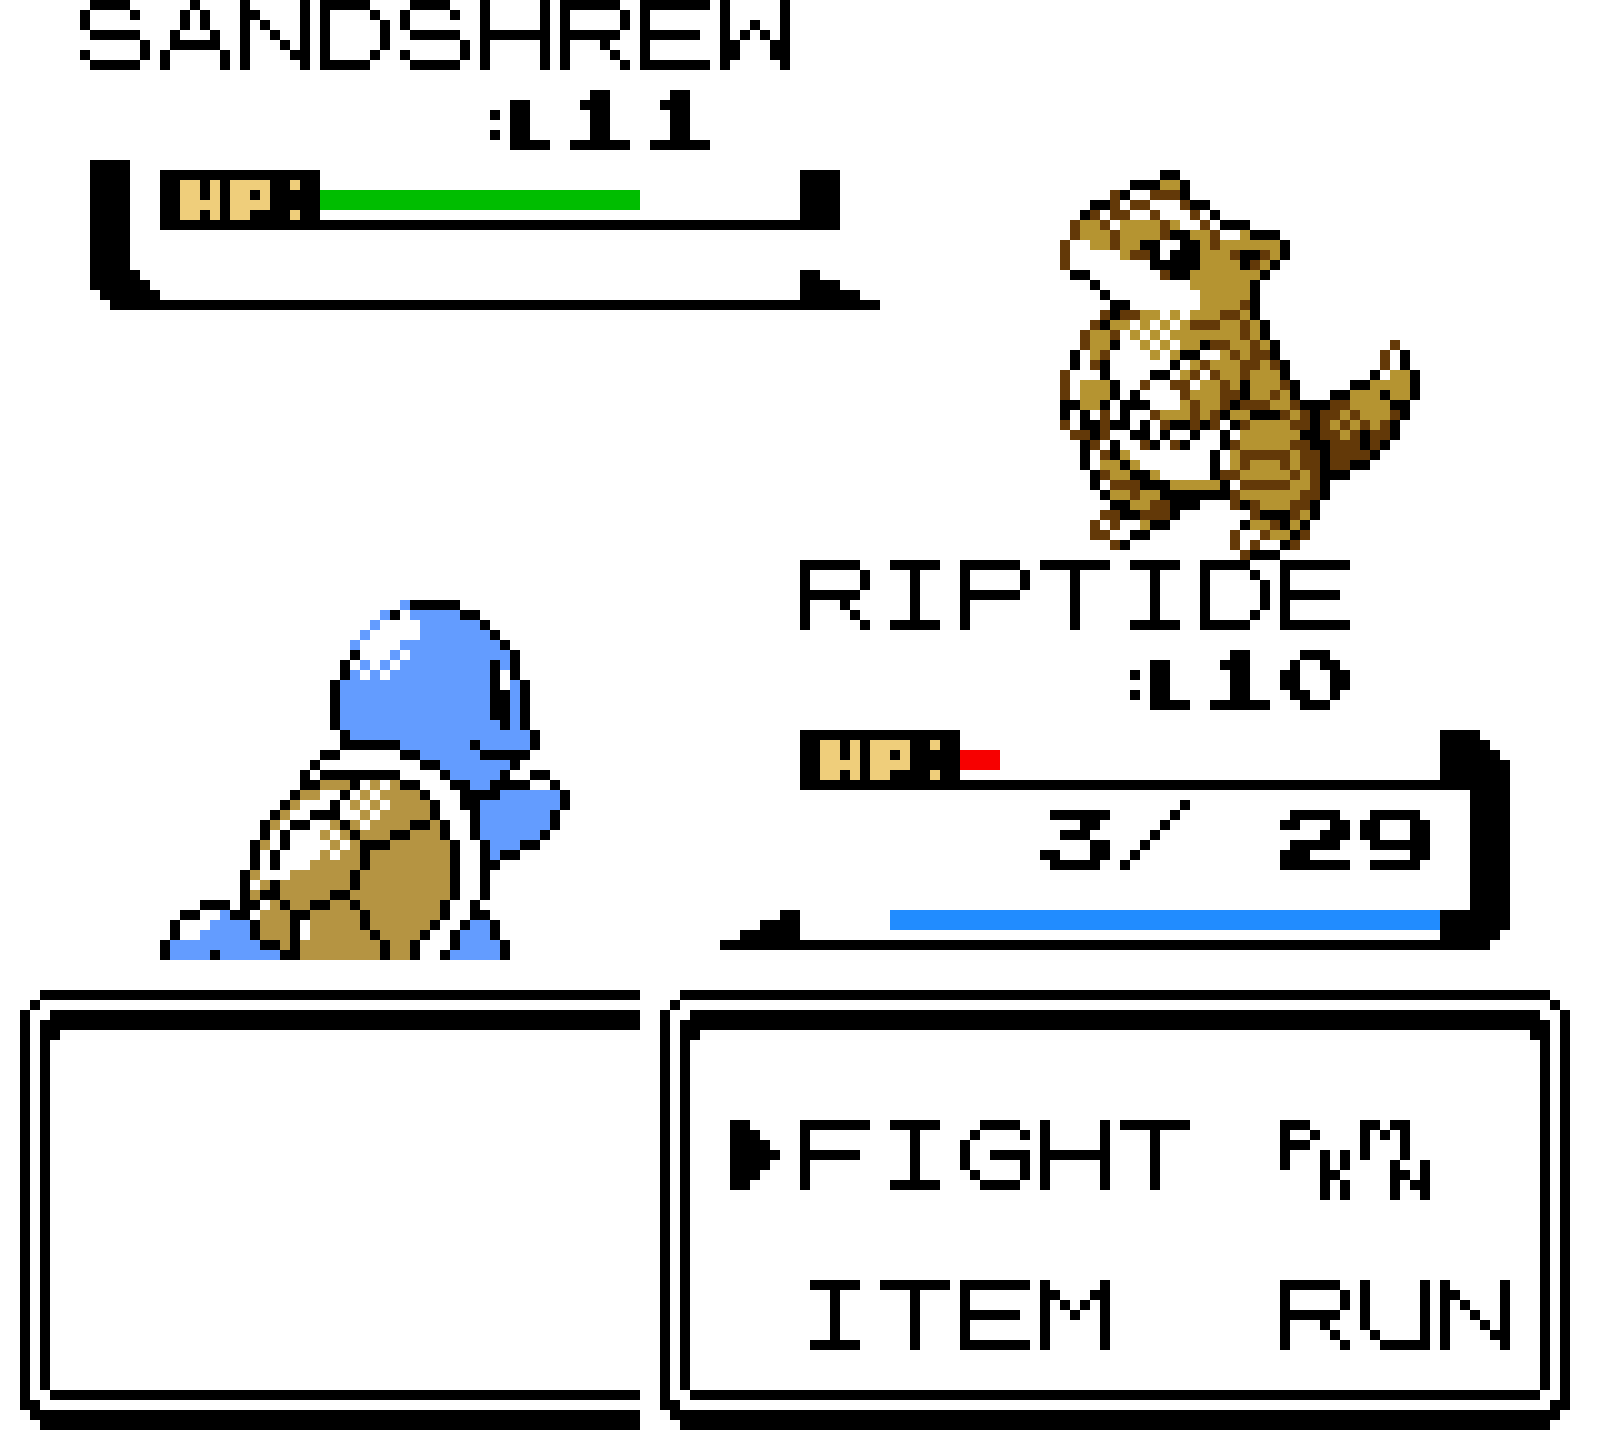 SANDSHREW
:L11
HP:
RIPTIDE
:L10
HP:
3/ 29
FIGHT PKMN
ITEM RUN